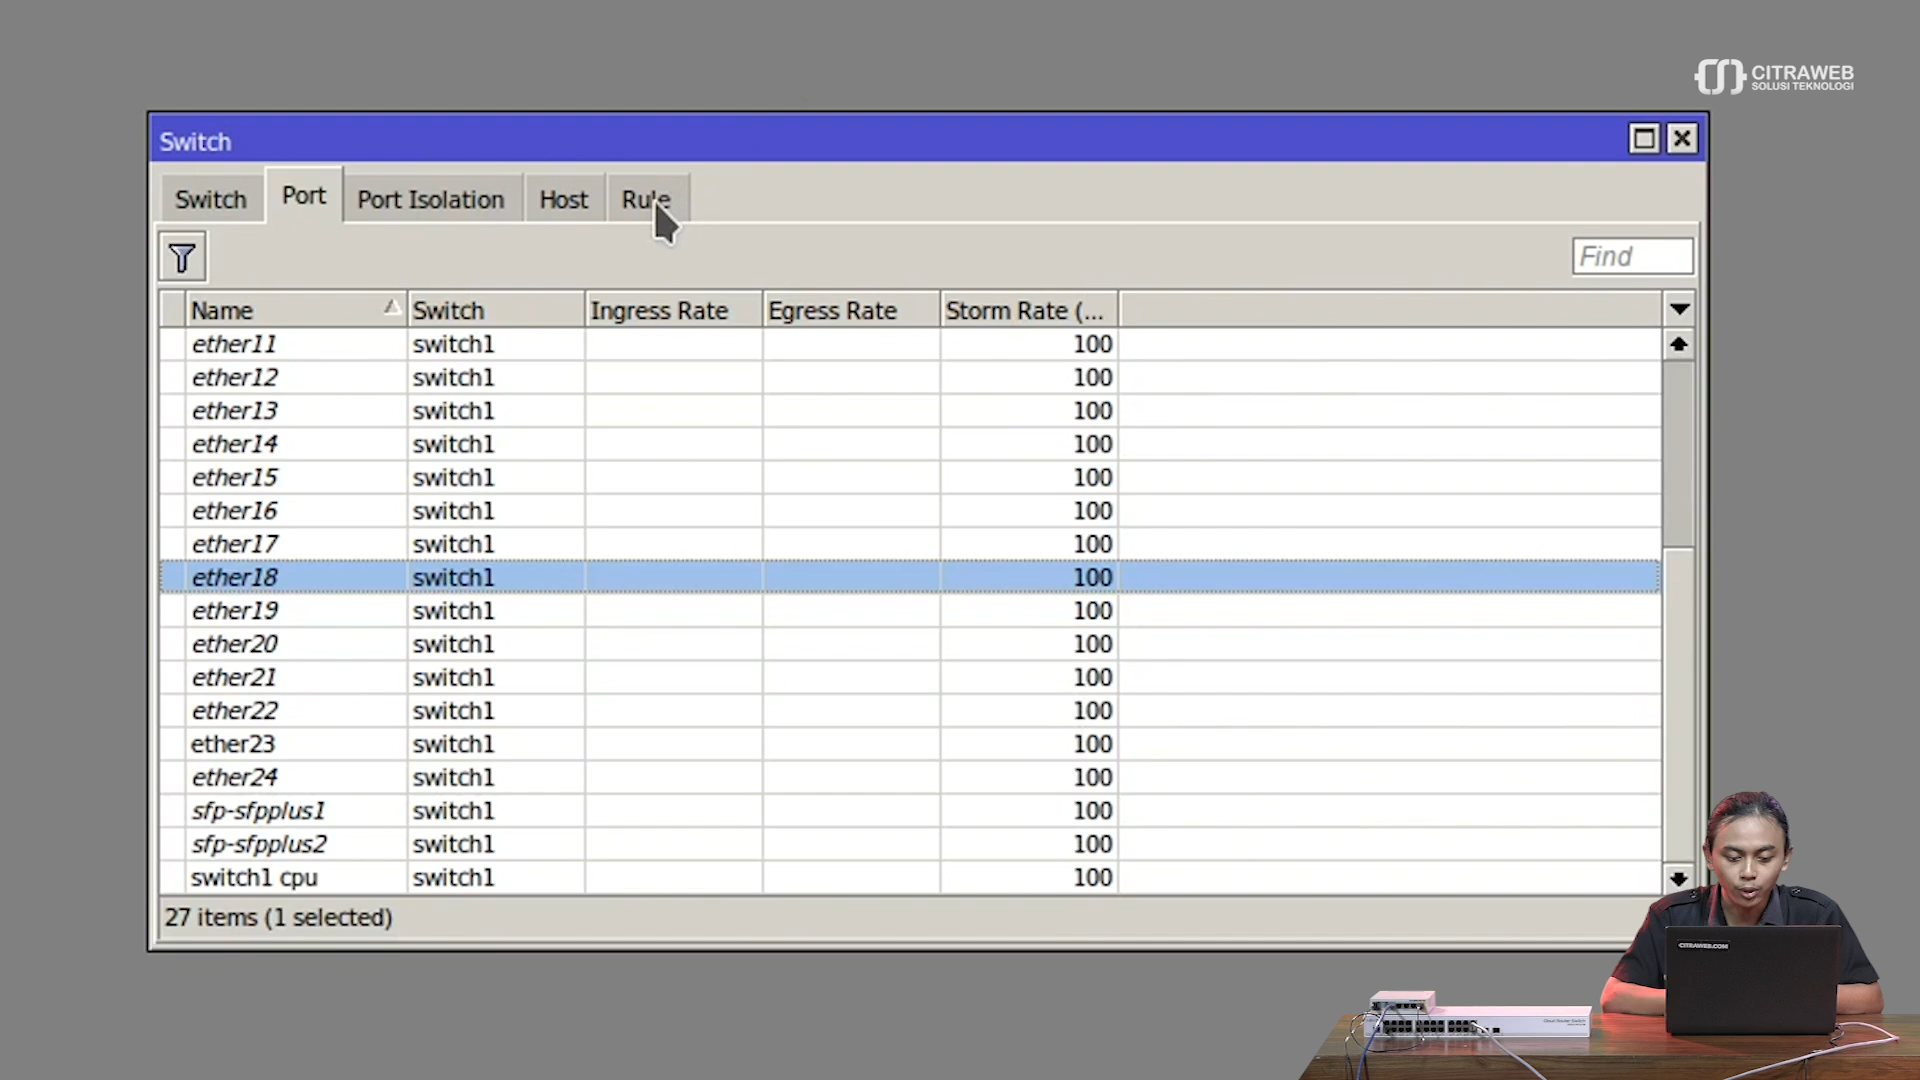 CITRAWEB
SOLUSI TEKNOLOGI
Switch
Switch Port Port Isolation Host Rule
Find
Name Switch Ingress Rate Egress Rate Storm Rate (...
ether11 switch1 100
ether12 switch1 100
ether13 switch1 100
ether14 switch1 100
ether15 switch1 100
ether16 switch1 100
ether17 switch1 100
ether18 switch1 100
ether19 switch1 100
ether20 switch1 100
ether21 switch1 100
ether22 switch1 100
ether23 switch1 100
ether24 switch1 100
sfp-sfpplus1 switch1 100
sfp-sfpplus2 switch1 100
switch1 cpu switch1 100
27 items (1 selected)
CITRAWEB.COM